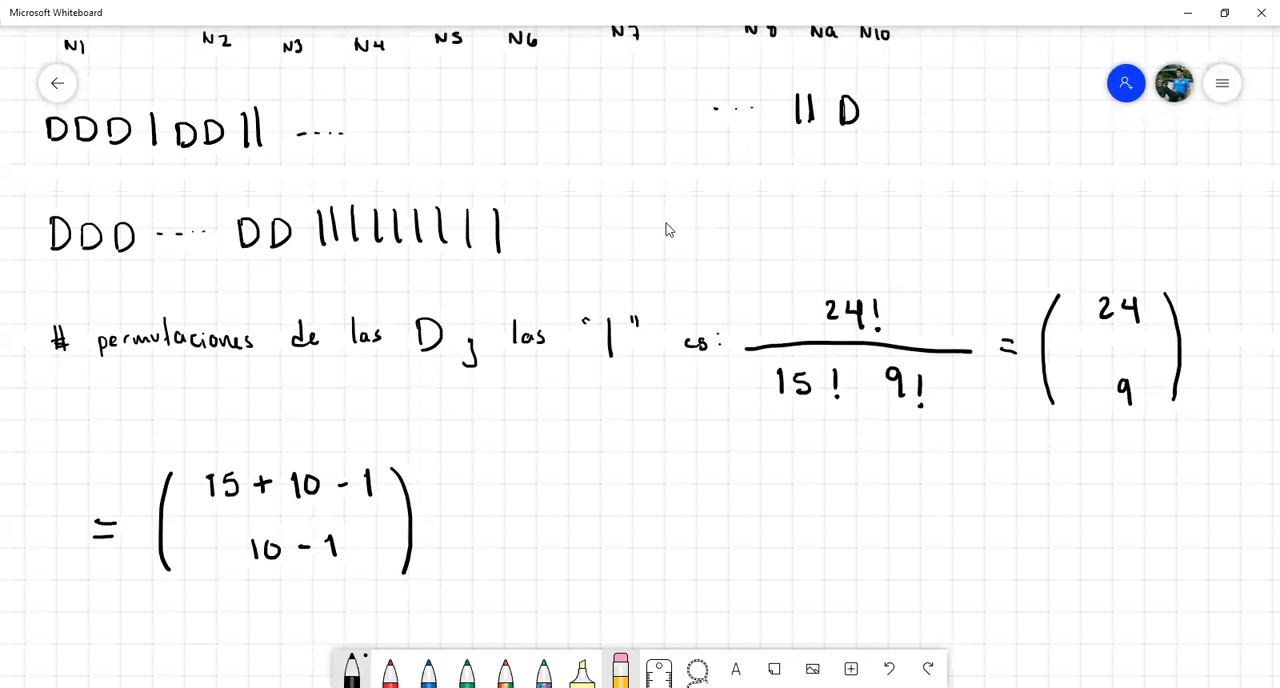 Microsoft Whiteboard
N1 N2 N3 N4 N5 N6 N7 N8 N9 N10
DDD | DD || ....
... || D
DDD .... DD |||||||||
# permutaciones de las D y las "|" es: 24! / 15! 9! = ( 24 9 )
= ( 15 + 10 - 1
10 - 1 )
A